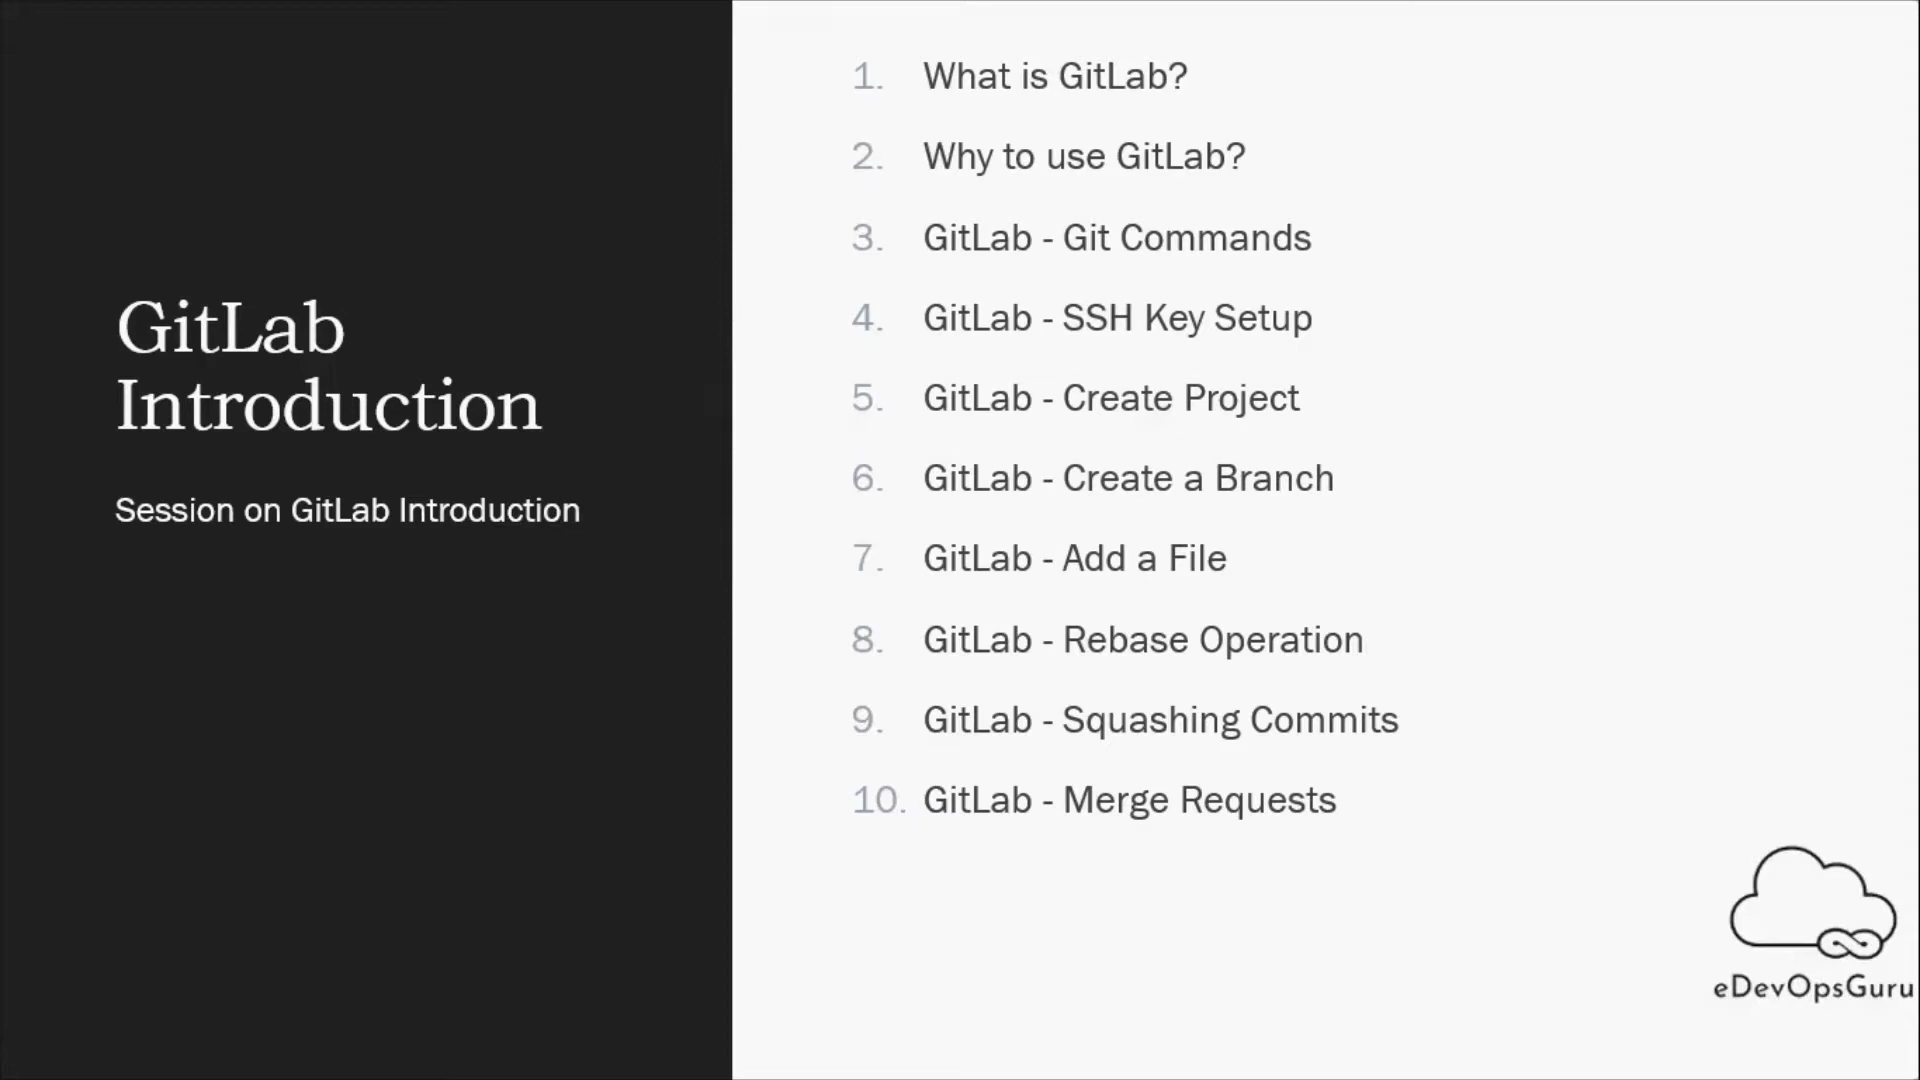 GitLab
Introduction
Session on GitLab Introduction
1. What is GitLab?
2. Why to use GitLab?
3. GitLab - Git Commands
4. GitLab - SSH Key Setup
5. GitLab - Create Project
6. GitLab - Create a Branch
7. GitLab - Add a File
8. GitLab - Rebase Operation
9. GitLab - Squashing Commits
10. GitLab - Merge Requests
eDevOpsGuru